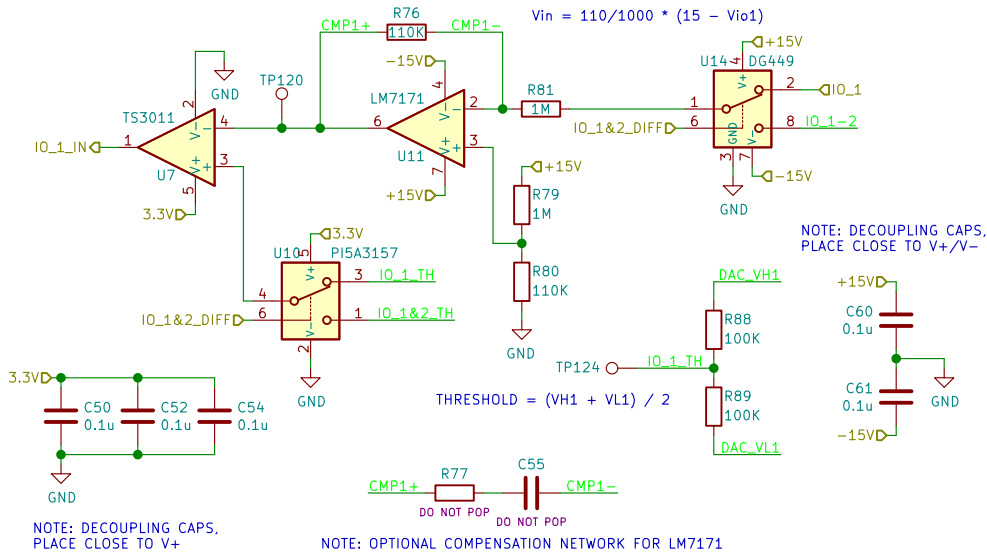 Vin = 110/1000 * (15 - Vio1)
R76
CMP1+
110K
CMP1-
+15V
U14
DG449
4
V+
-15V
TP120
2
GND
LM7171
4
V-
2
R81
1M
1
2
IO_1
TS3011
V-
4
6
IO_1&2_DIFF
6
8
IO_1-2
IO_1_IN
1
3
GND
V-
3
7
U11
V+
7
-15V
GND
U7
V+
3
5
3.3V
+15V
+15V
R79
1M
NOTE: DECOUPLING CAPS,
PLACE CLOSE TO V+/V-
3.3V
U10
5
PI5A3157
V+
3
IO_1_TH
4
IO_1&2_DIFF
6
1
IO_1&2_TH
V-
2
GND
R80
110K
GND
DAC_VH1
R88
100K
TP124
IO_1_TH
R89
100K
DAC_VL1
THRESHOLD = (VH1 + VL1) / 2
+15V
C60
0.1u
C61
0.1u
GND
-15V
3.3V
C50
0.1u
C52
0.1u
C54
0.1u
GND
CMP1+
R77
DO NOT POP
C55
DO NOT POP
CMP1-
NOTE: DECOUPLING CAPS,
PLACE CLOSE TO V+
NOTE: OPTIONAL COMPENSATION NETWORK FOR LM7171